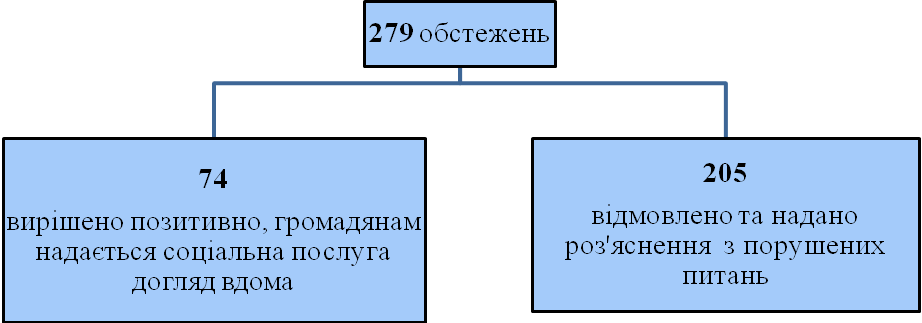 279 обстежень
74
вирішено позитивно, громадянам
надається соціальна послуга
догляд вдома
205
відмовлено та надано
роз'яснення з порушених
питань